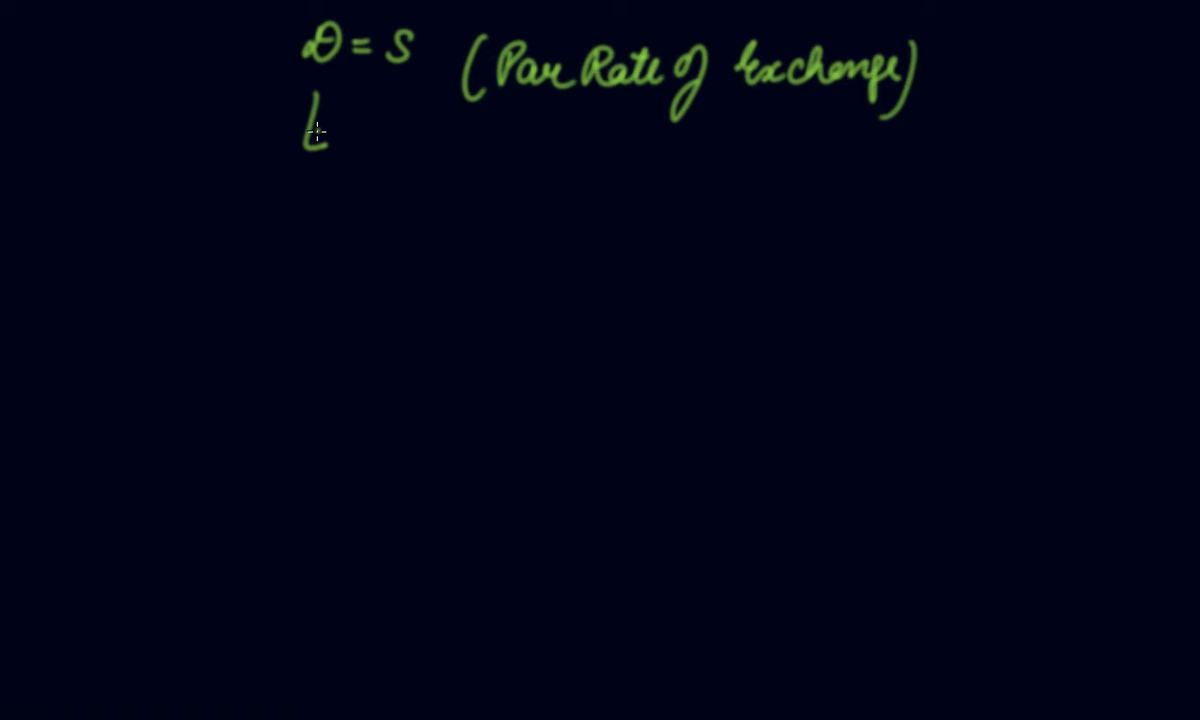 D = S (Par Rate of Exchange)
L